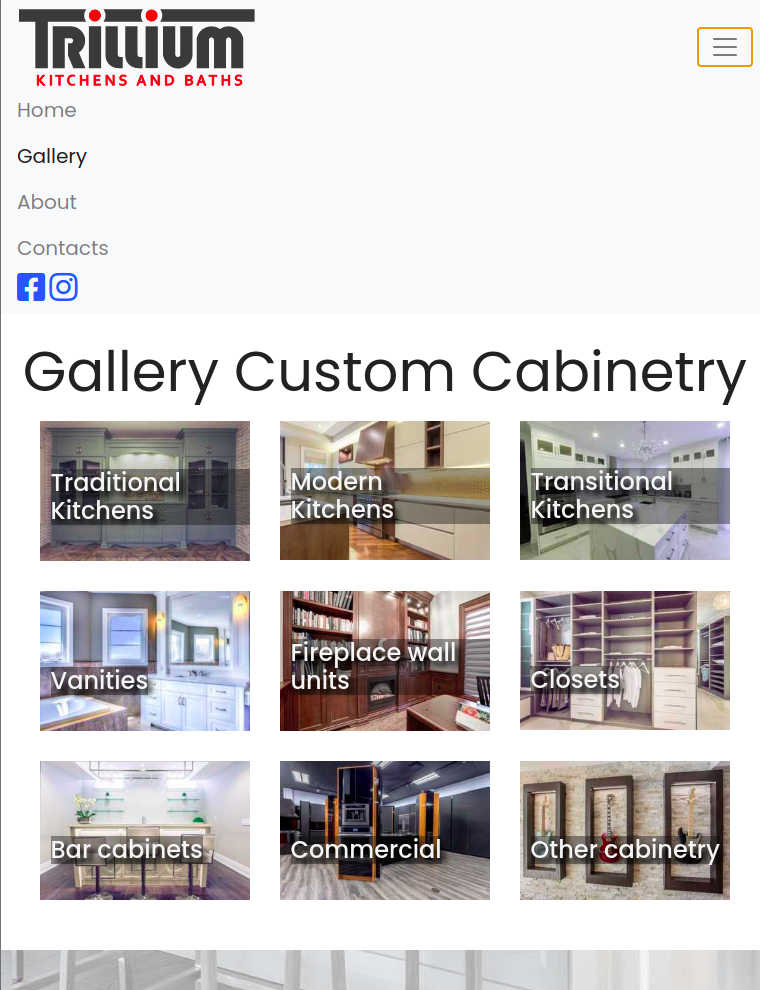 Trillium
KITCHENS AND BATHS
Home
Gallery
About
Contacts
Gallery Custom Cabinetry
Traditional
Kitchens
Modern
Kitchens
Transitional
Kitchens
Vanities
Fireplace wall
units
Closets
Bar cabinets
Commercial
Other cabinetry